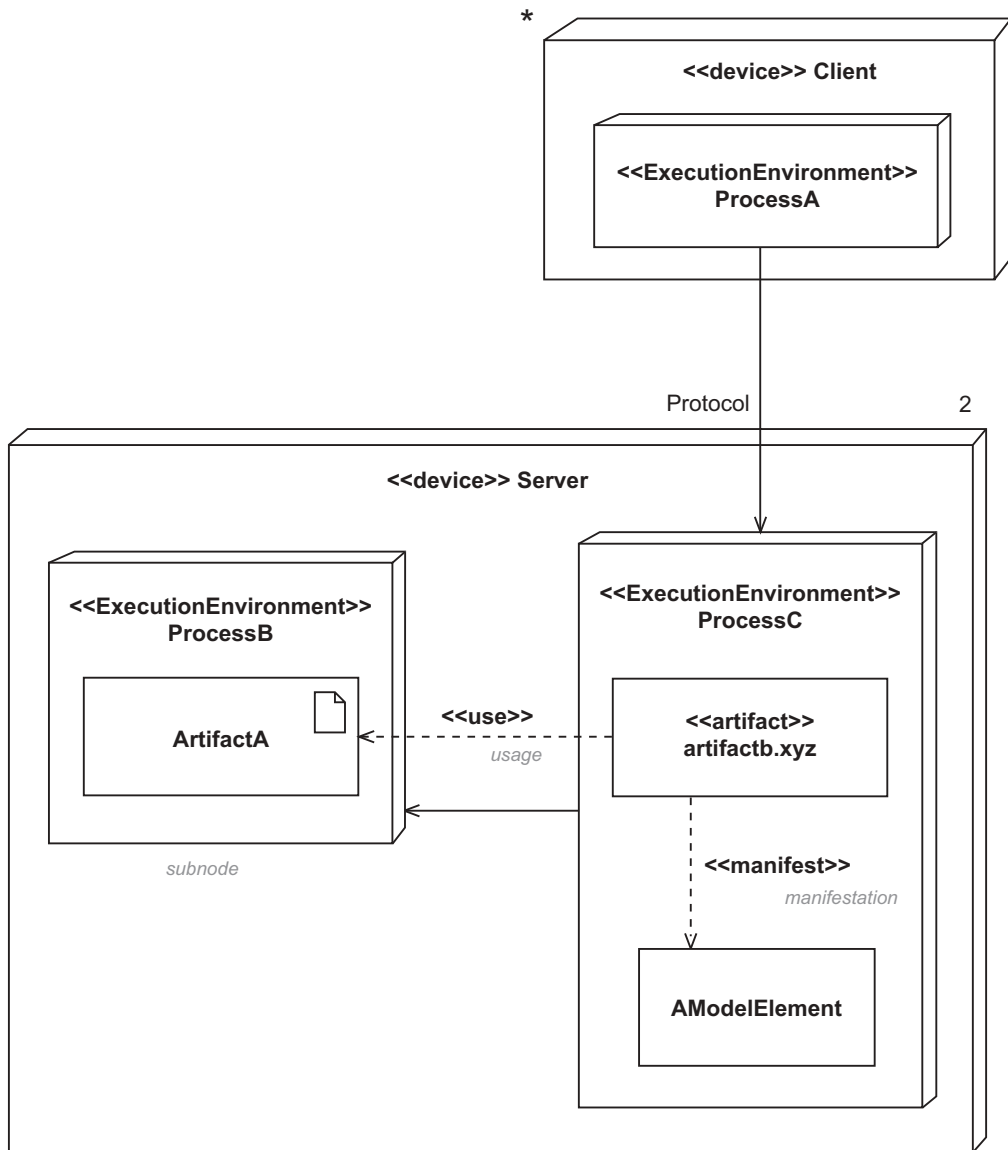 *
<<device>> Client
<<ExecutionEnvironment>>
ProcessA
Protocol
2
<<device>> Server
<<ExecutionEnvironment>>
ProcessB
ArtifactA
<<use>>
usage
subnode
<<ExecutionEnvironment>>
ProcessC
<<artifact>>
artifactb.xyz
<<manifest>>
manifestation
AModelElement